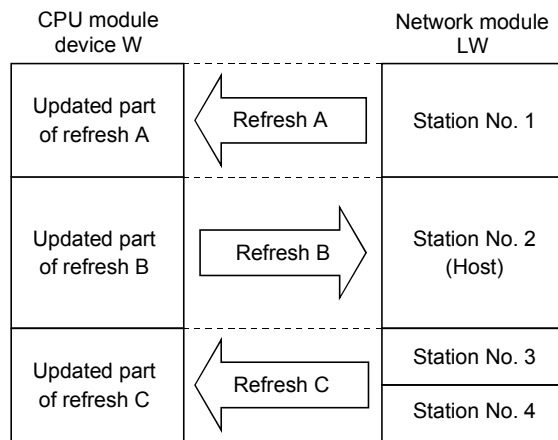 CPU module
device W
Network module
LW
Updated part
of refresh A
Refresh A
Station No. 1
Updated part
of refresh B
Refresh B
Station No. 2
(Host)
Updated part
of refresh C
Refresh C
Station No. 3
Station No. 4